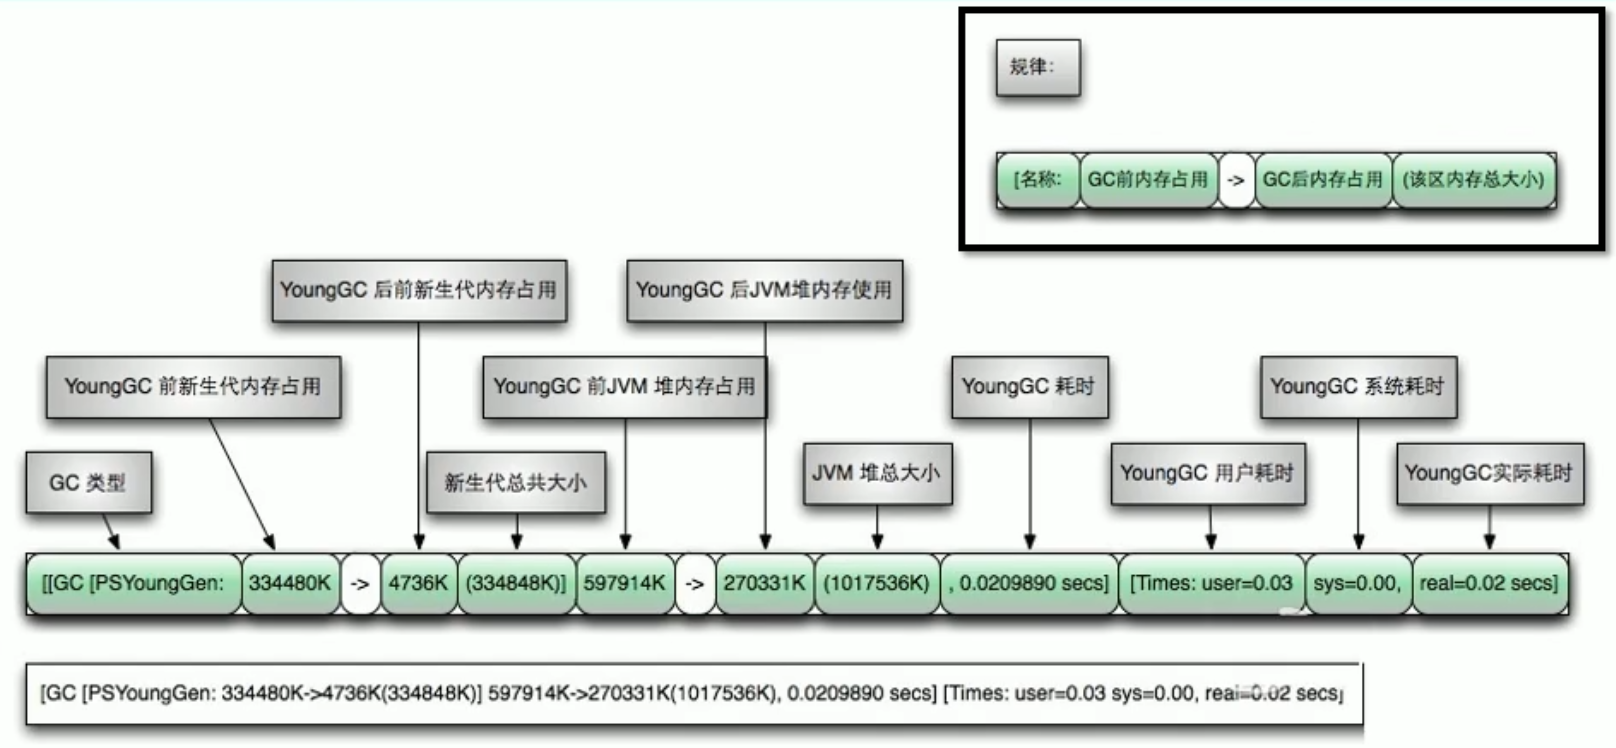 规律：
[名称:
GC前内存占用
->
GC后内存占用
(该区内存总大小)
YoungGC 后前新生代内存占用
YoungGC 后JVM堆内存使用
YoungGC 前新生代内存占用
YoungGC 前JVM 堆内存占用
YoungGC 耗时
YoungGC 系统耗时
GC 类型
新生代总共大小
JVM 堆总大小
YoungGC 用户耗时
YoungGC实际耗时
[[GC [PSYoungGen:
334480K
->
4736K
(334848K)]
597914K
->
270331K
(1017536K)
, 0.0209890 secs]
[Times: user=0.03
sys=0.00,
real=0.02 secs]
[GC [PSYoungGen: 334480K->4736K(334848K)] 597914K->270331K(1017536K), 0.0209890 secs] [Times: user=0.03 sys=0.00, real=0.02 secs]